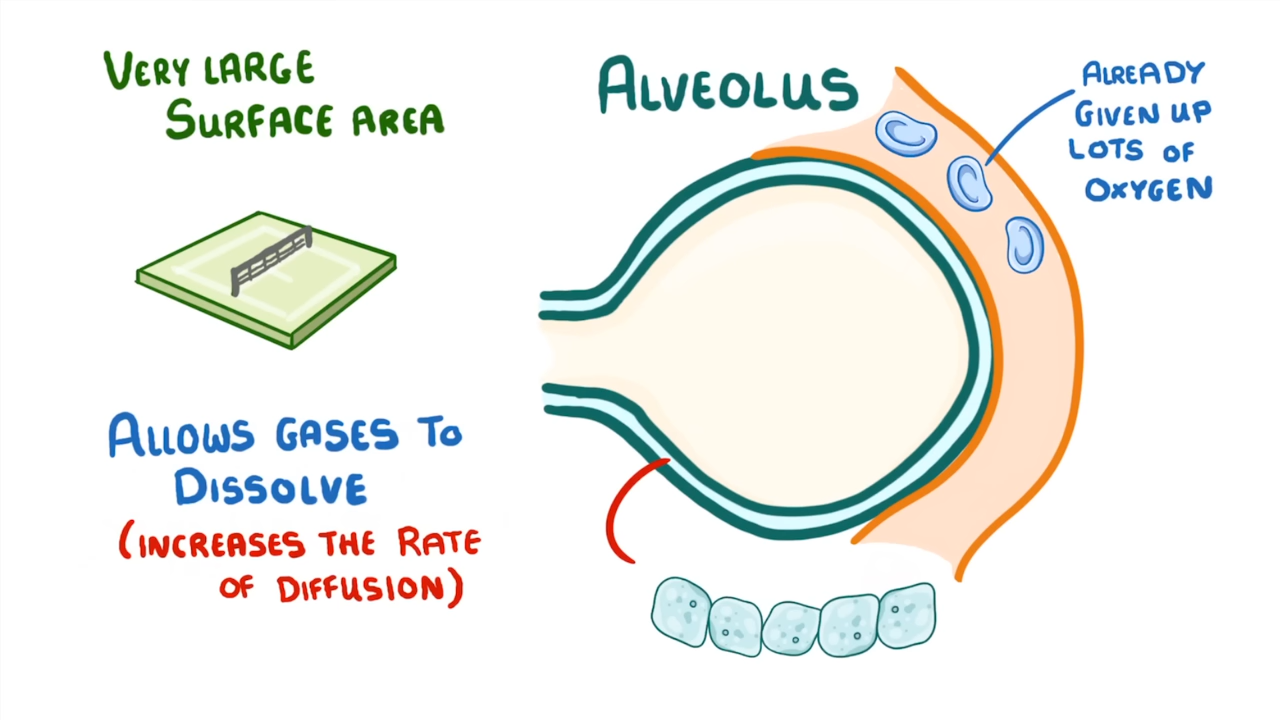 VERY LARGE
SURFACE AREA
ALLOWS GASES TO
DISSOLVE
(INCREASES THE RATE
OF DIFFUSION)
ALVEOLUS
ALREADY
GIVEN UP
LOTS OF
OXYGEN